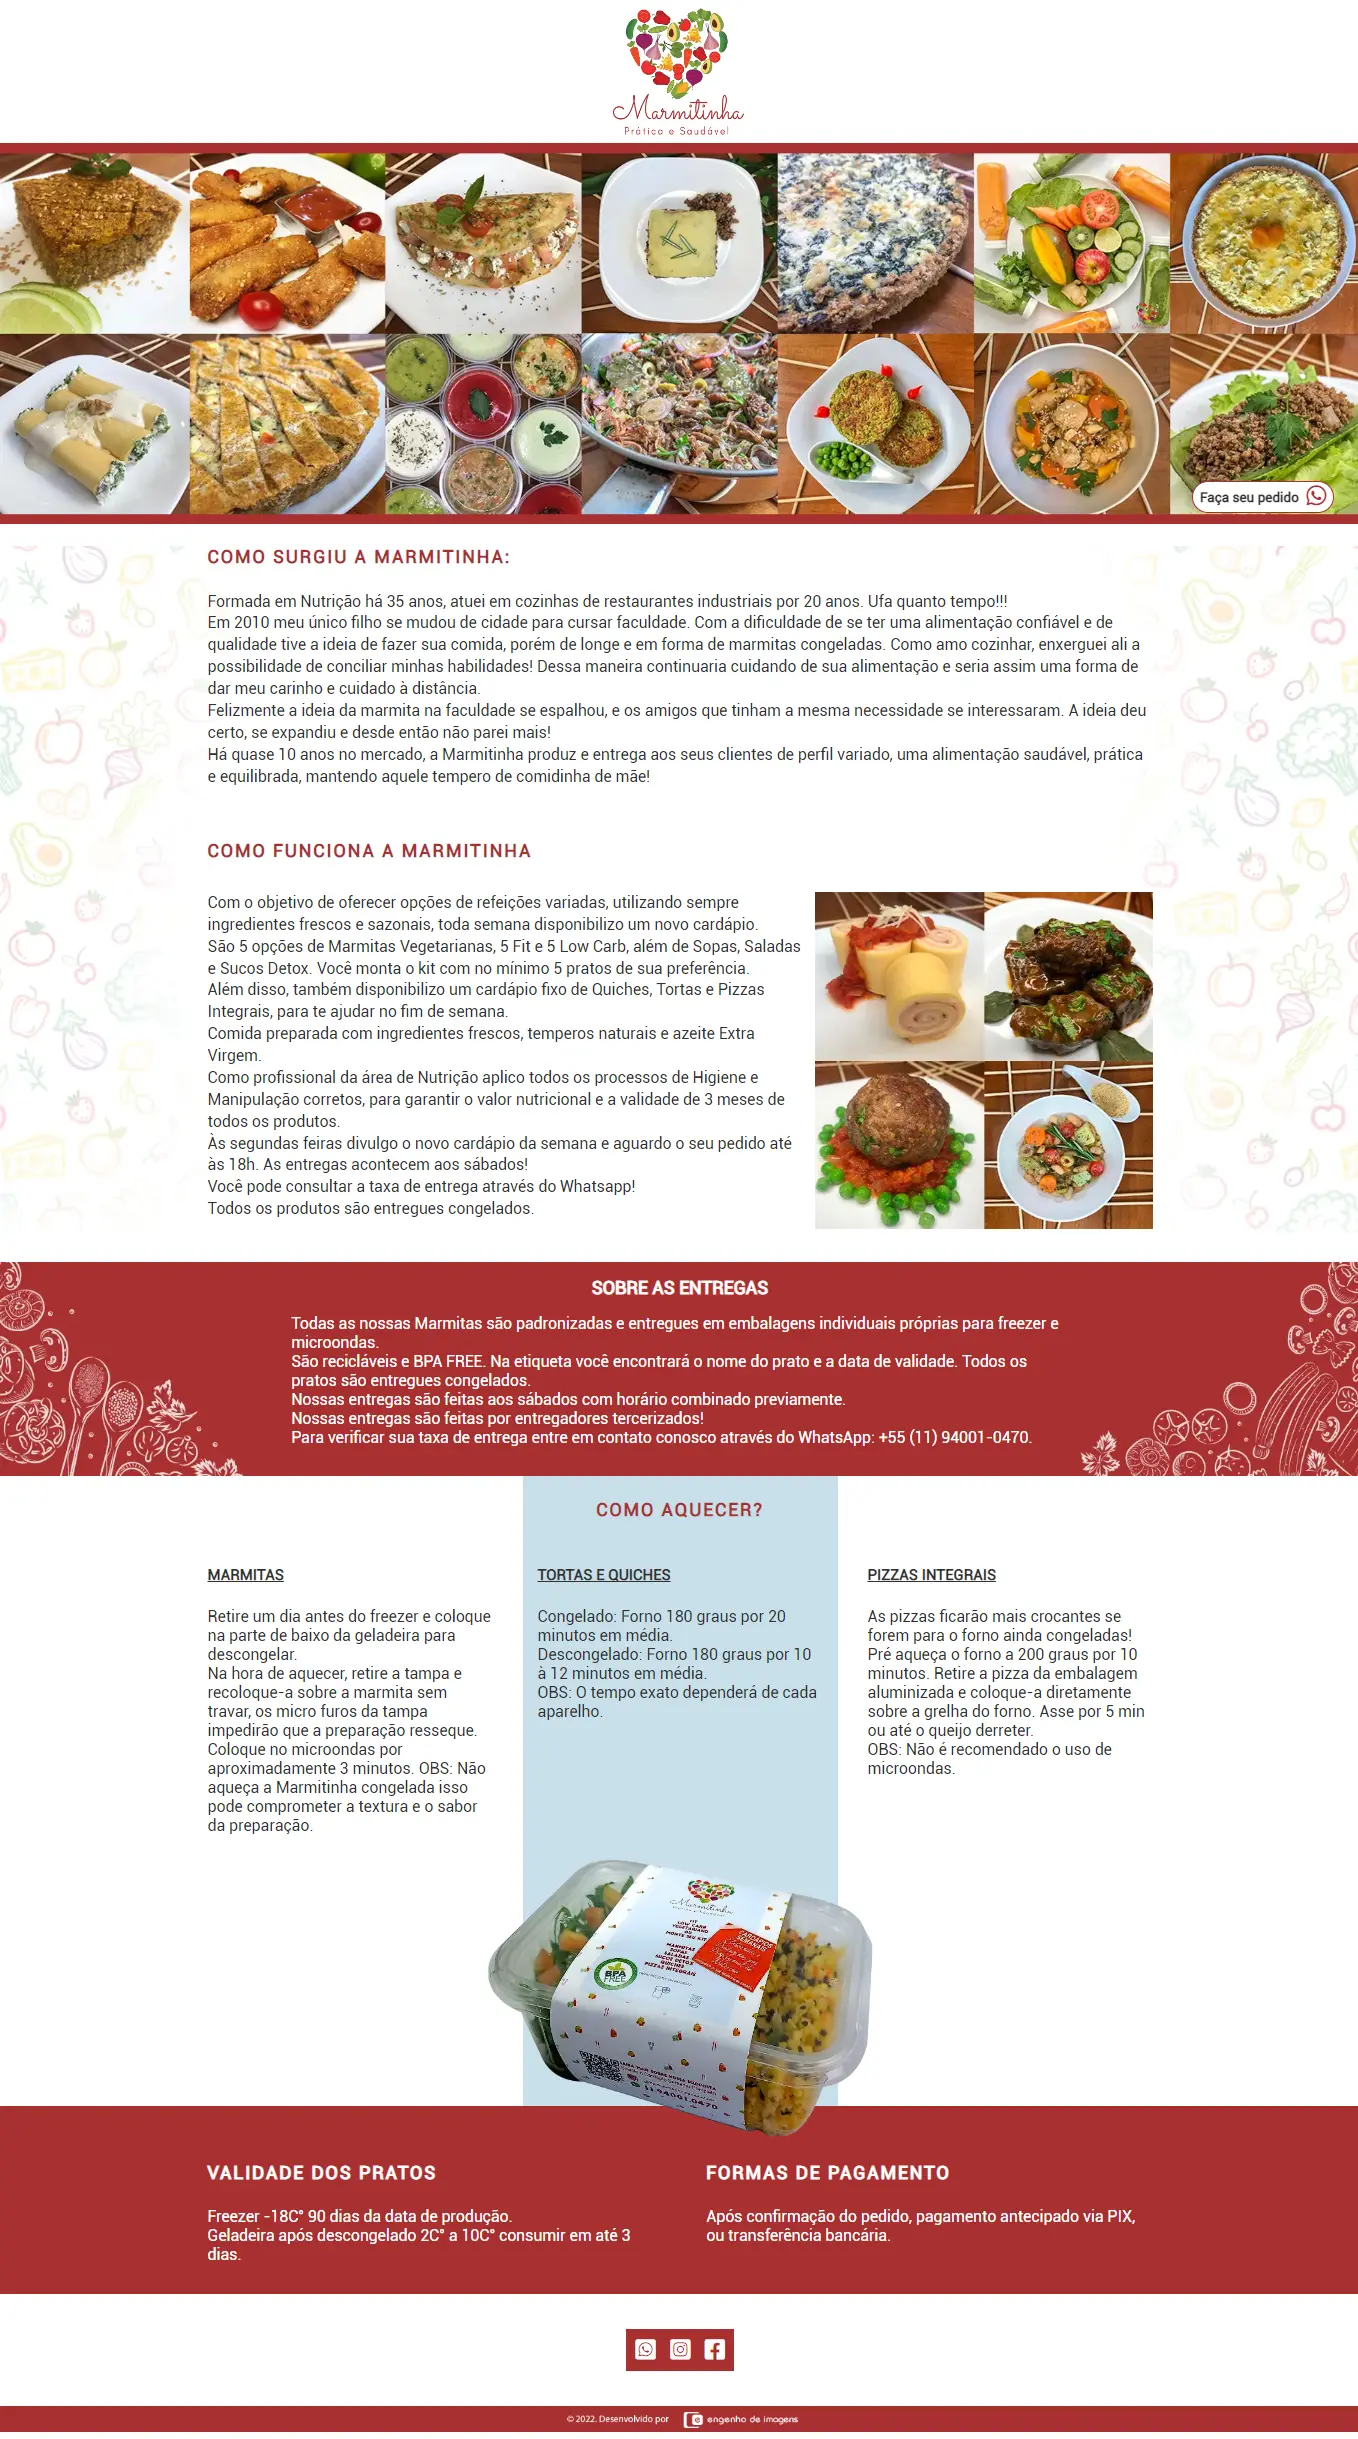 Marmitinha
Prática e Saudável
Faça seu pedido
COMO SURGIU A MARMITINHA:
Formada em Nutrição há 35 anos, atuei em cozinhas de restaurantes industriais por 20 anos. Ufa quanto tempo!!!
Em 2010 meu único filho se mudou de cidade para cursar faculdade. Com a dificuldade de se ter uma alimentação confiável e de
qualidade tive a ideia de fazer sua comida, porém de longe e em forma de marmitas congeladas. Como amo cozinhar, enxerguei ali a
possibilidade de conciliar minhas habilidades! Dessa maneira continuaria cuidando de sua alimentação e seria assim uma forma de
dar meu carinho e cuidado à distância.
Felizmente a ideia da marmita na faculdade se espalhou, e os amigos que tinham a mesma necessidade se interessaram. A ideia deu
certo, se expandiu e desde então não parei mais!
Há quase 10 anos no mercado, a Marmitinha produz e entrega aos seus clientes de perfil variado, uma alimentação saudável, prática
e equilibrada, mantendo aquele tempero de comidinha de mãe!
COMO FUNCIONA A MARMITINHA
Com o objetivo de oferecer opções de refeições variadas, utilizando sempre
ingredientes frescos e sazonais, toda semana disponibilizo um novo cardápio.
São 5 opções de Marmitas Vegetarianas, 5 Fit e 5 Low Carb, além de Sopas, Saladas
e Sucos Detox. Você monta o kit com no mínimo 5 pratos de sua preferência.
Além disso, também disponibilizo um cardápio fixo de Quiches, Tortas e Pizzas
Integrais, para te ajudar no fim de semana.
Comida preparada com ingredientes frescos, temperos naturais e azeite Extra
Virgem.
Como profissional da área de Nutrição aplico todos os processos de Higiene e
Manipulação corretos, para garantir o valor nutricional e a validade de 3 meses de
todos os produtos.
Às segundas feiras divulgo o novo cardápio da semana e aguardo o seu pedido até
às 18h. As entregas acontecem aos sábados!
Você pode consultar a taxa de entrega através do Whatsapp!
Todos os produtos são entregues congelados.
SOBRE AS ENTREGAS
Todas as nossas Marmitas são padronizadas e entregues em embalagens individuais próprias para freezer e
microondas.
São recicláveis e BPA FREE. Na etiqueta você encontrará o nome do prato e a data de validade. Todos os
pratos são entregues congelados.
Nossas entregas são feitas aos sábados com horário combinado previamente.
Nossas entregas são feitas por entregadores tercerizados!
Para verificar sua taxa de entrega entre em contato conosco através do WhatsApp: +55 (11) 94001-0470.
COMO AQUECER?
MARMITAS
Retire um dia antes do freezer e coloque
na parte de baixo da geladeira para
descongelar.
Na hora de aquecer, retire a tampa e
recoloque-a sobre a marmita sem
travar, os micro furos da tampa
impedirão que a preparação resseque.
Coloque no microondas por
aproximadamente 3 minutos. OBS: Não
aqueça a Marmitinha congelada isso
pode comprometer a textura e o sabor
da preparação.
TORTAS E QUICHES
Congelado: Forno 180 graus por 20
minutos em média.
Descongelado: Forno 180 graus por 10
à 12 minutos em média.
OBS: O tempo exato dependerá de cada
aparelho.
PIZZAS INTEGRAIS
As pizzas ficarão mais crocantes se
forem para o forno ainda congeladas!
Pré aqueça o forno a 200 graus por 10
minutos. Retire a pizza da embalagem
aluminizada e coloque-a diretamente
sobre a grelha do forno. Asse por 5 min
ou até o queijo derreter.
OBS: Não é recomendado o uso de
microondas.
Marmitinha
FIT
LOW CARB
VEGETARIANO
OU
MONTE SEU KIT
MARMITAS
SOPAS
SALADAS
SUCOS DETOX
QUICHES
PIZZAS INTEGRAIS
CARDÁPIOS
SEMANAIS
BPA
FREE
11 94001.0470
VALIDADE DOS PRATOS
Freezer -18C° 90 dias da data de produção.
Geladeira após descongelado 2C° a 10C° consumir em até 3
dias.
FORMAS DE PAGAMENTO
Após confirmação do pedido, pagamento antecipado via PIX,
ou transferência bancária.
© 2022. Desenvolvido por engenho de imagens